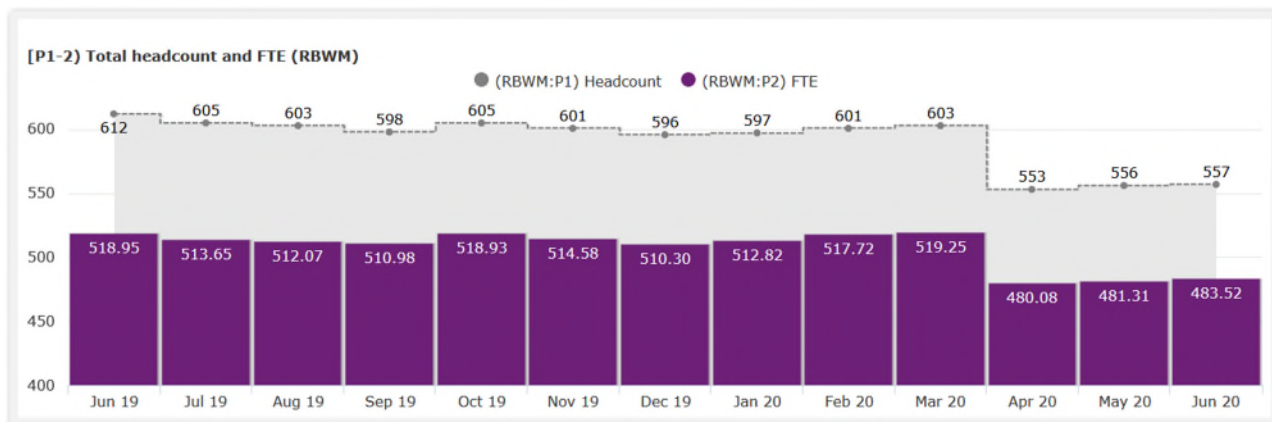 [P1-2) Total headcount and FTE (RBWM)
(RBWM:P1) Headcount (RBWM:P2) FTE
600
550
500
450
400
612 605 603 598 605 601 596 597 601 603 553 556 557
518.95 513.65 512.07 510.98 518.93 514.58 510.30 512.82 517.72 519.25 480.08 481.31 483.52
Jun 19 Jul 19 Aug 19 Sep 19 Oct 19 Nov 19 Dec 19 Jan 20 Feb 20 Mar 20 Apr 20 May 20 Jun 20